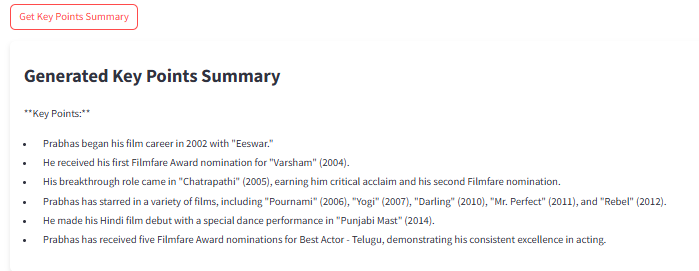 Get Key Points Summary
Generated Key Points Summary
**Key Points:**
• Prabhas began his film career in 2002 with "Eeswar."
• He received his first Filmfare Award nomination for "Varsham" (2004).
• His breakthrough role came in "Chatrapathi" (2005), earning him critical acclaim and his second Filmfare nomination.
• Prabhas has starred in a variety of films, including "Pournami" (2006), "Yogi" (2007), "Darling" (2010), "Mr. Perfect" (2011), and "Rebel" (2012).
• He made his Hindi film debut with a special dance performance in "Punjabi Mast" (2014).
• Prabhas has received five Filmfare Award nominations for Best Actor - Telugu, demonstrating his consistent excellence in acting.